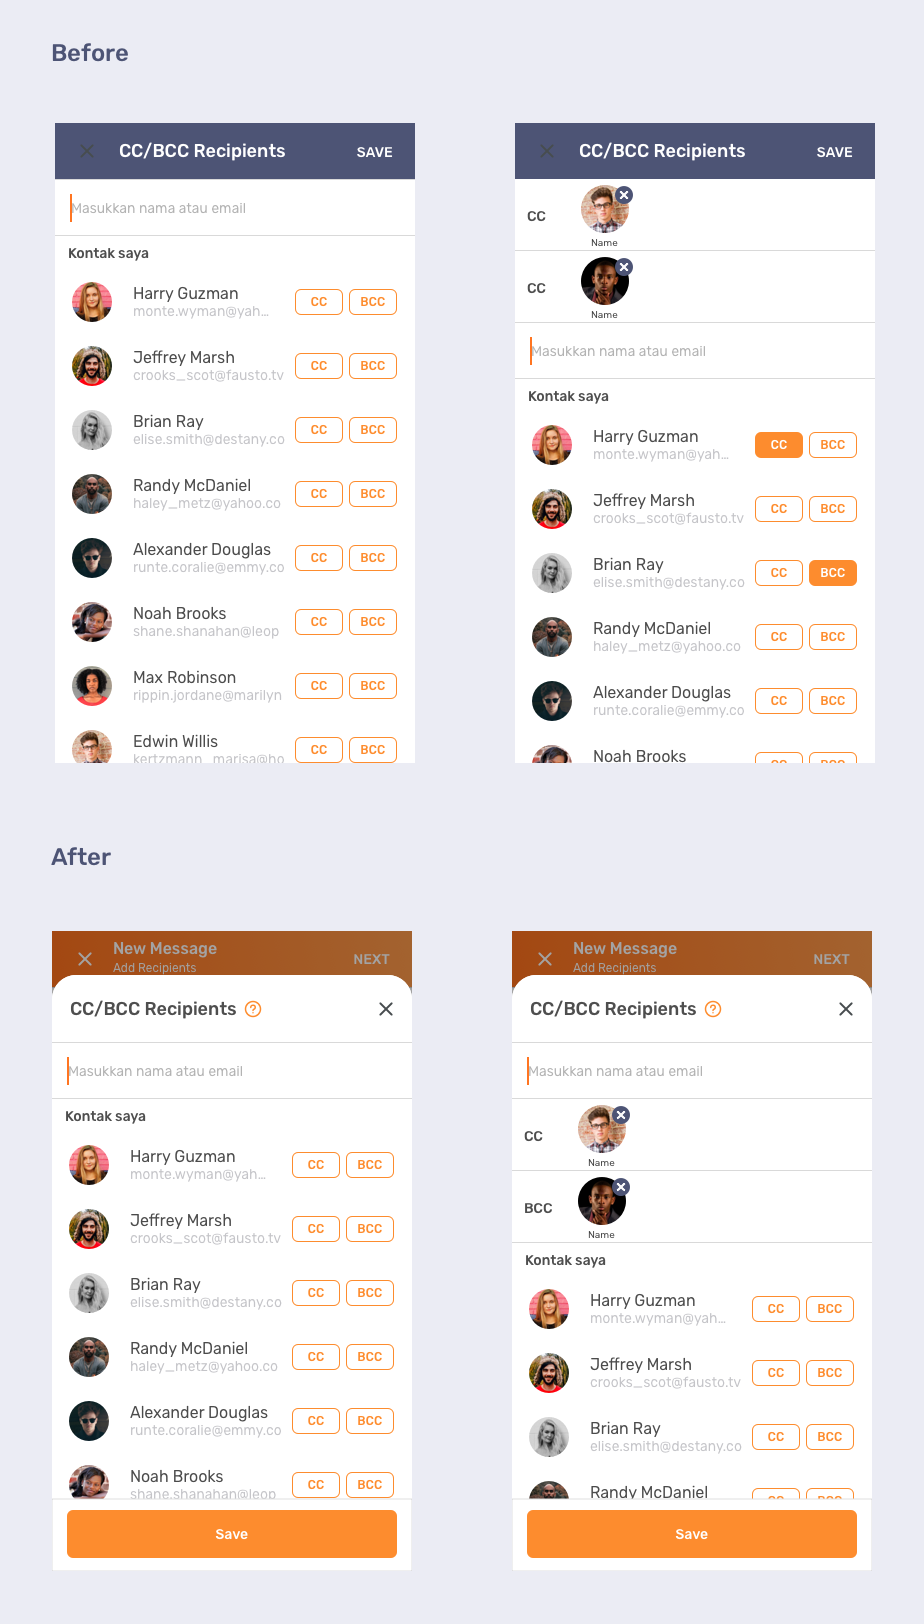 Before
CC/BCC Recipients
SAVE
Masukkan nama atau email
Kontak saya
Harry Guzman
monte.wyman@yah...
CC
BCC
Jeffrey Marsh
crooks_scot@fausto.tv
CC
BCC
Brian Ray
elise.smith@destany.co
CC
BCC
Randy McDaniel
haley_metz@yahoo.co
CC
BCC
Alexander Douglas
runte.coralie@emmy.co
CC
BCC
Noah Brooks
shane.shanahan@leop
CC
BCC
Max Robinson
rippin.jordane@marilyn
CC
BCC
Edwin Willis
kertzmann_marisa@ho
CC
BCC
CC/BCC Recipients
SAVE
CC
Name
CC
Name
Masukkan nama atau email
Kontak saya
Harry Guzman
monte.wyman@yah...
CC
BCC
Jeffrey Marsh
crooks_scot@fausto.tv
CC
BCC
Brian Ray
elise.smith@destany.co
CC
BCC
Randy McDaniel
haley_metz@yahoo.co
CC
BCC
Alexander Douglas
runte.coralie@emmy.co
CC
BCC
Noah Brooks
CC
BCC
After
New Message
Add Recipients
NEXT
CC/BCC Recipients
Masukkan nama atau email
Kontak saya
Harry Guzman
monte.wyman@yah...
CC
BCC
Jeffrey Marsh
crooks_scot@fausto.tv
CC
BCC
Brian Ray
elise.smith@destany.co
CC
BCC
Randy McDaniel
haley_metz@yahoo.co
CC
BCC
Alexander Douglas
runte.coralie@emmy.co
CC
BCC
Noah Brooks
shane.shanahan@leop
CC
BCC
Save
New Message
Add Recipients
NEXT
CC/BCC Recipients
Masukkan nama atau email
CC
Name
BCC
Name
Kontak saya
Harry Guzman
monte.wyman@yah...
CC
BCC
Jeffrey Marsh
crooks_scot@fausto.tv
CC
BCC
Brian Ray
elise.smith@destany.co
CC
BCC
Randy McDaniel
CC
BCC
Save